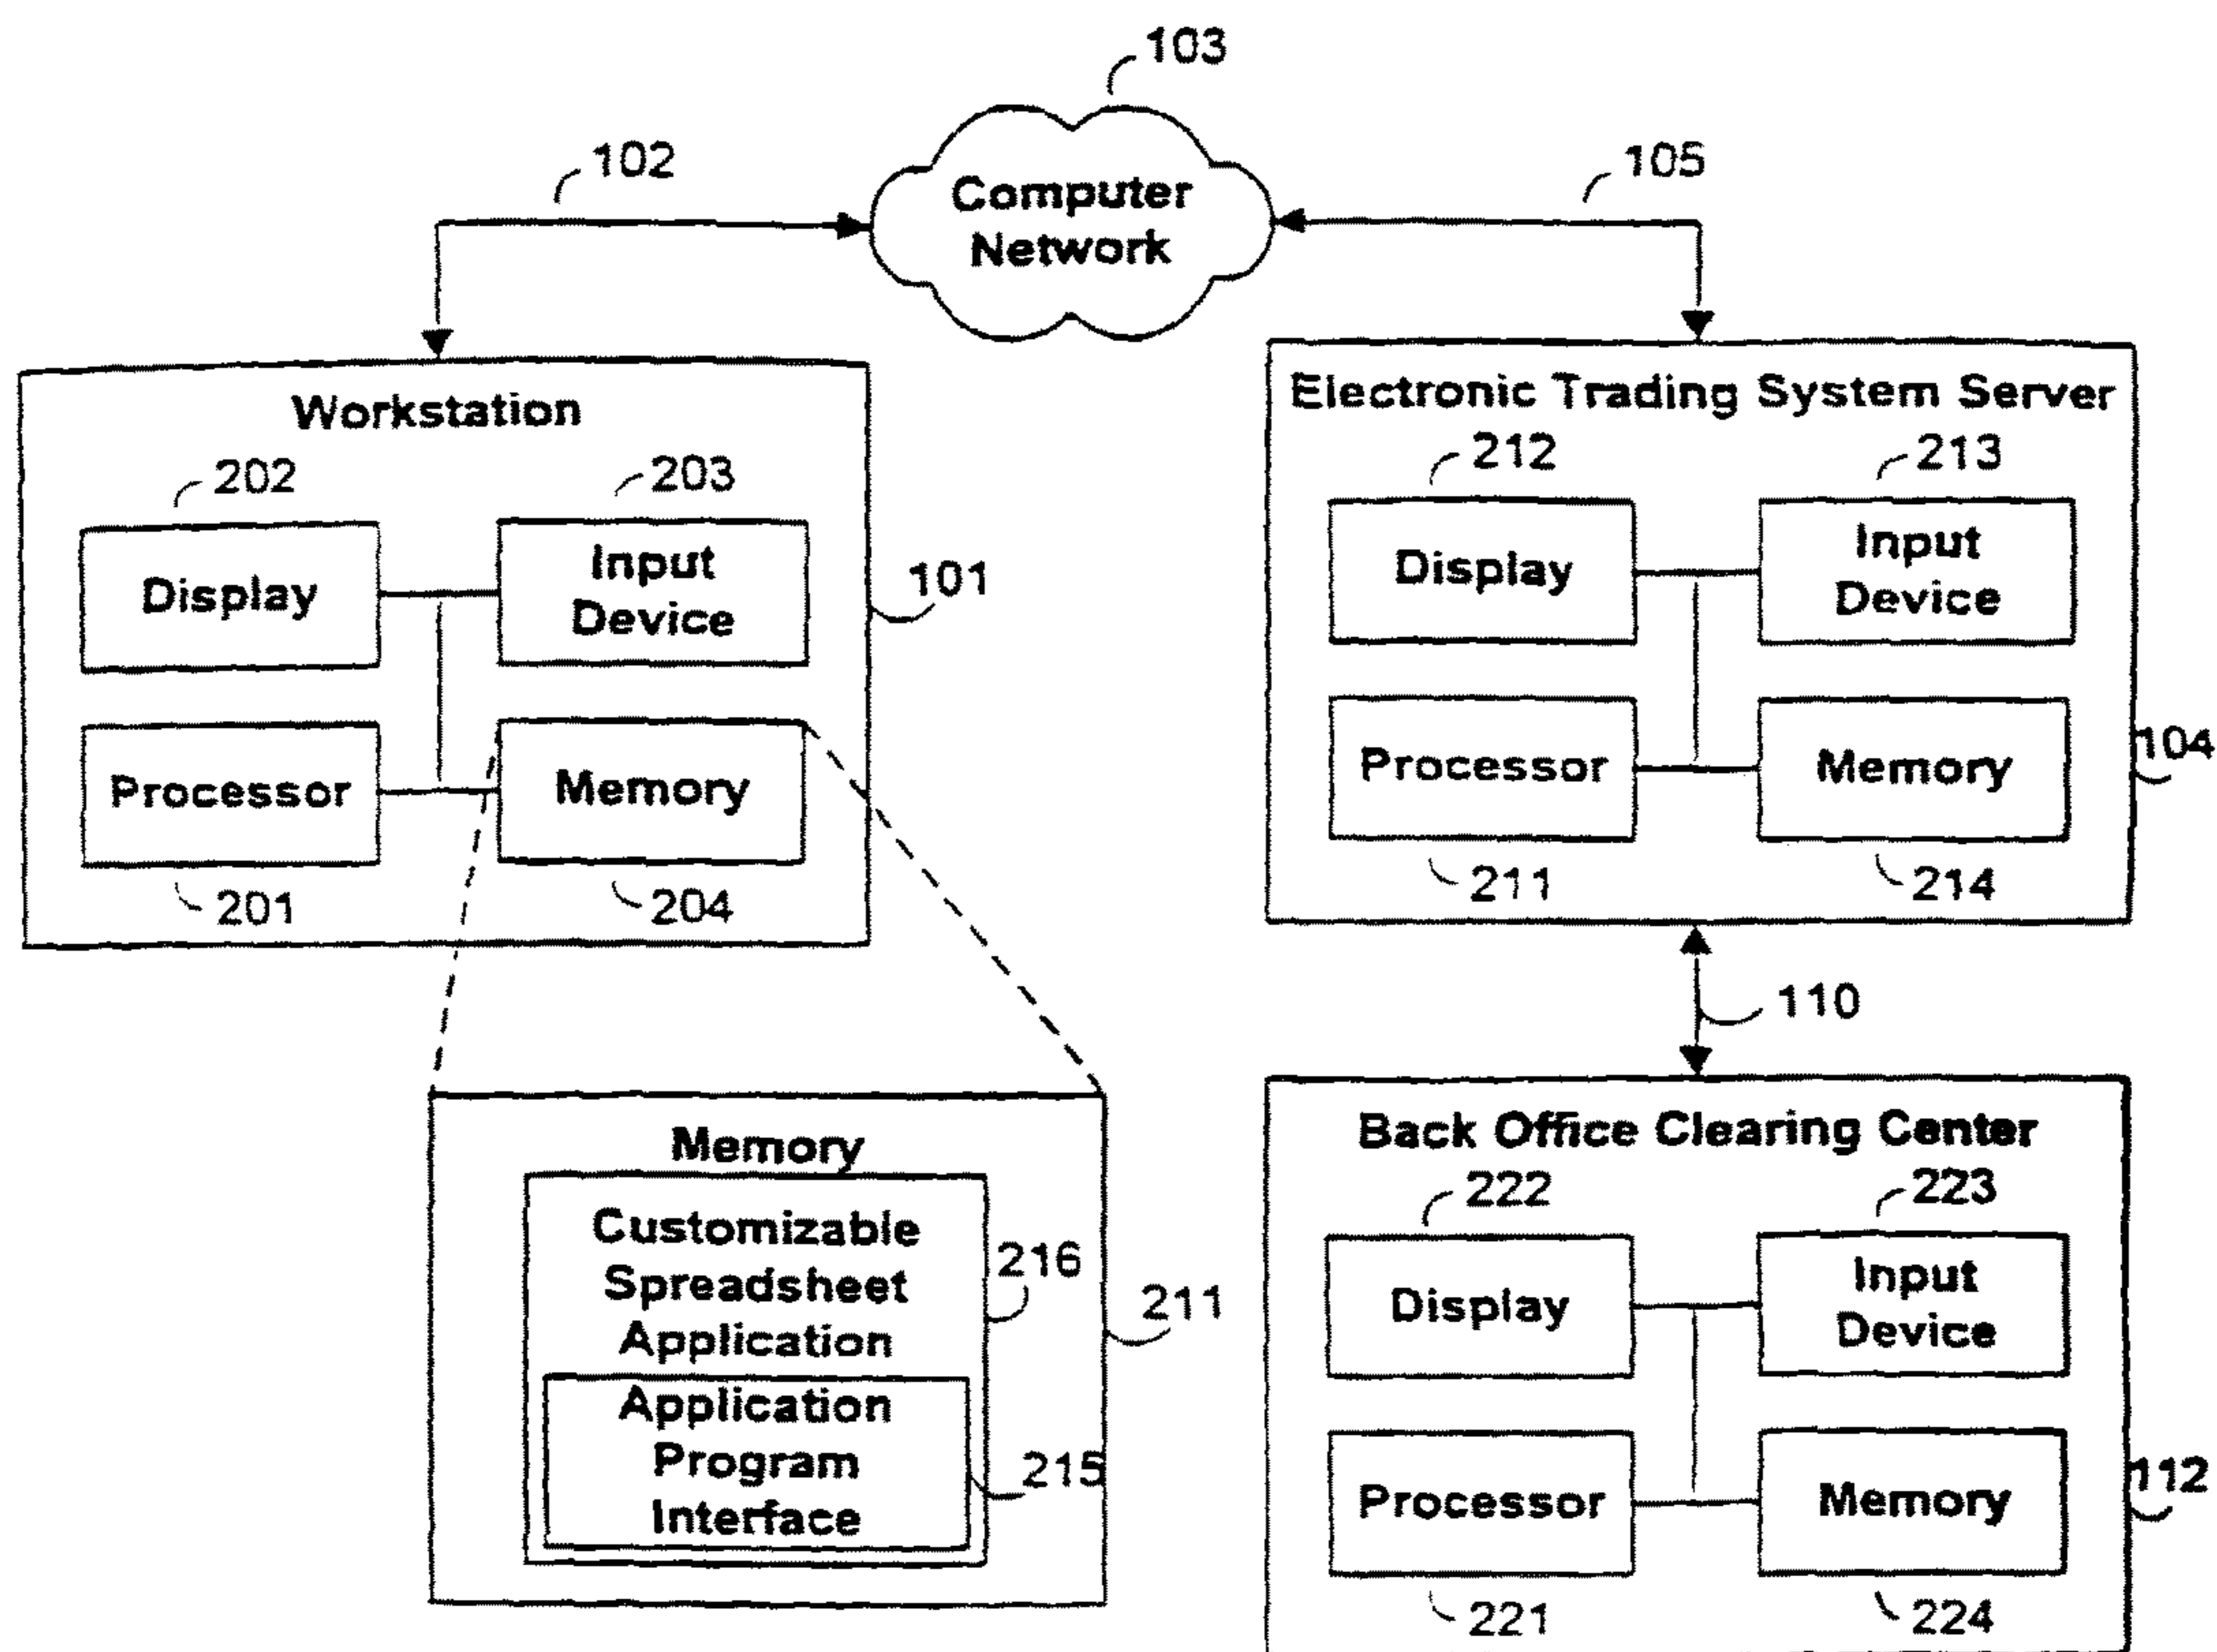 103
102
Computer
Network
105
Workstation
202
203
Display
Input
Device
101
Processor
Memory
201
204
Electronic Trading System Server
212
213
Display
Input
Device
Processor
Memory
104
211
214
110
Memory
Customizable
Spreadsheet
Application
216
211
Application
Program
Interface
215
Back Office Clearing Center
222
223
Display
Input
Device
Processor
Memory
112
221
224